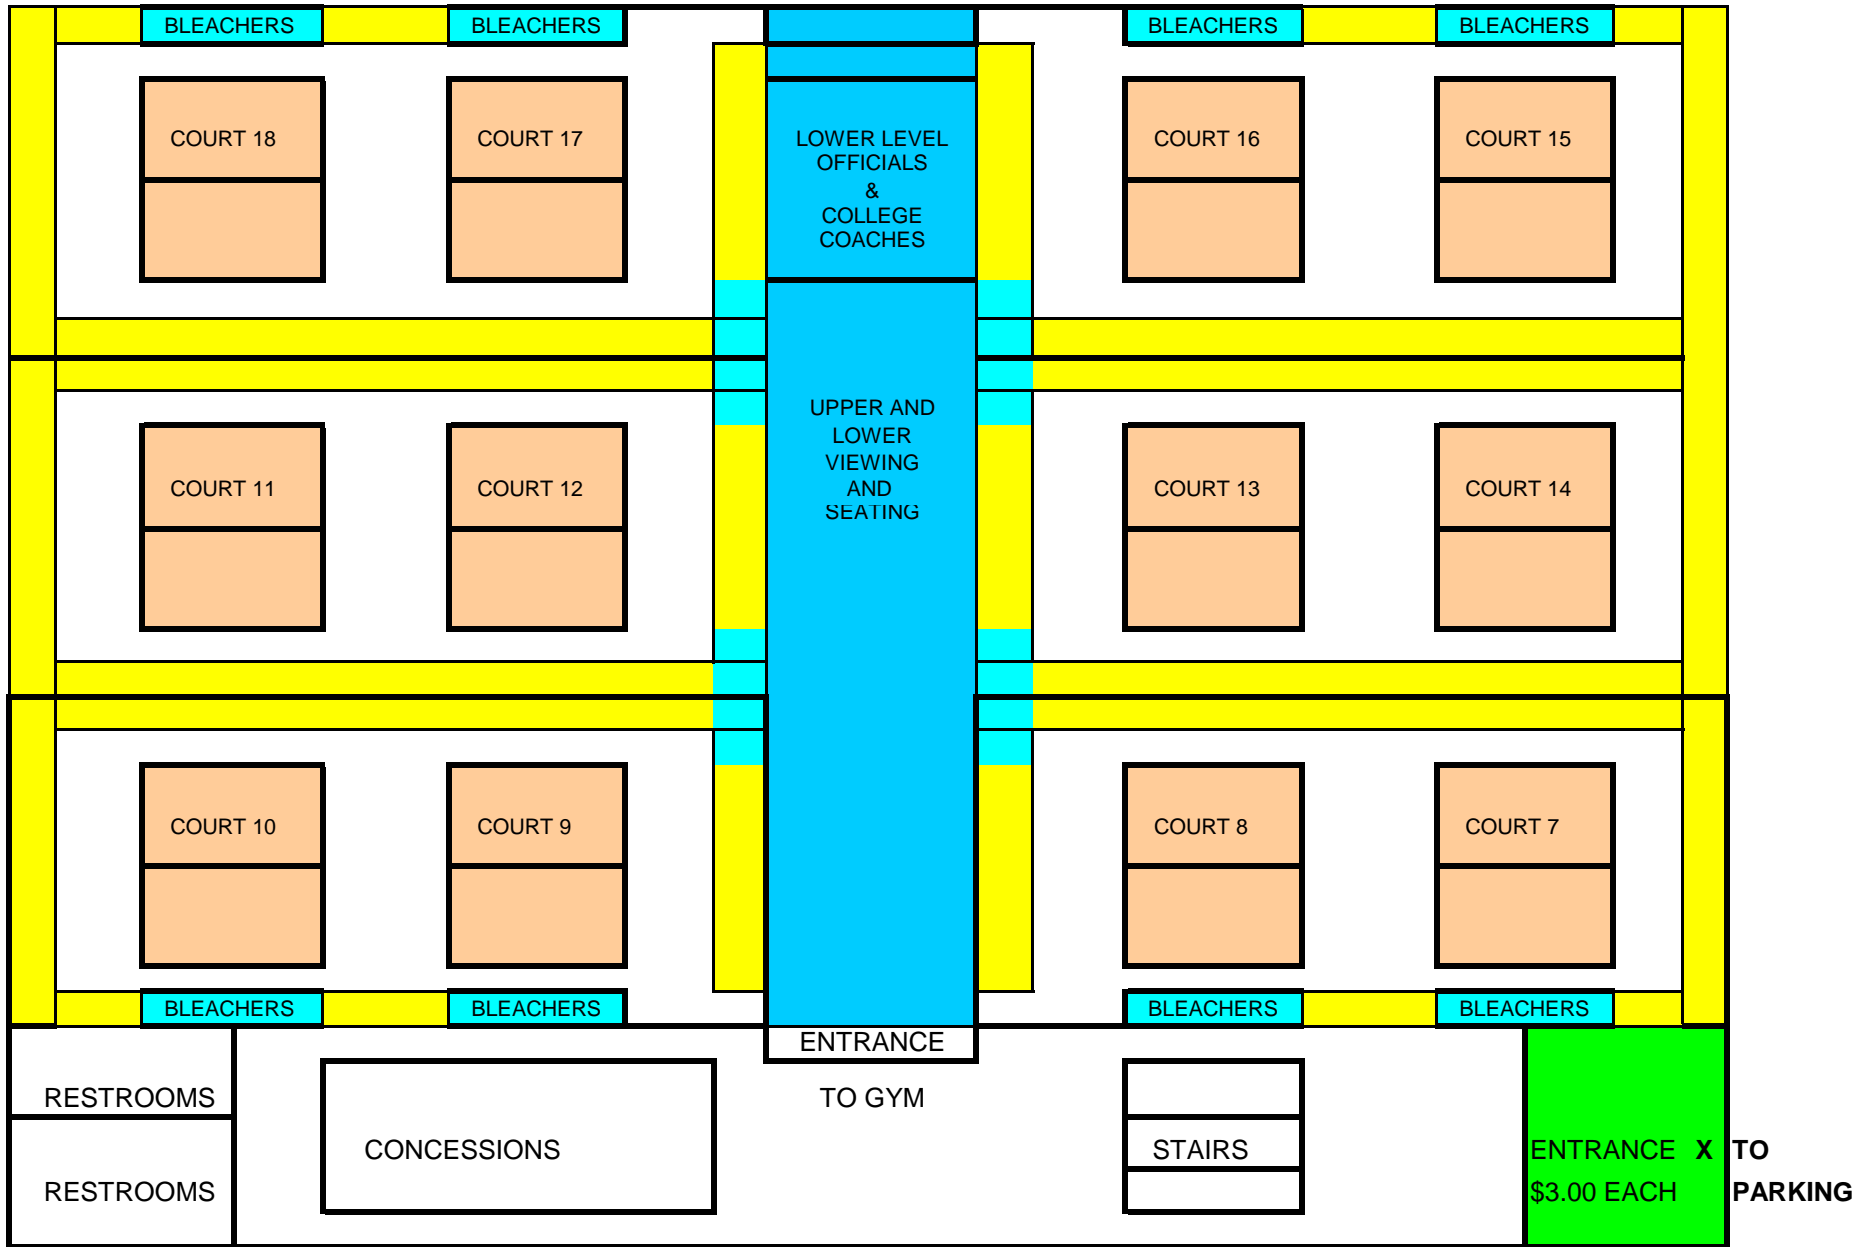 BLEACHERS
BLEACHERS
BLEACHERS
BLEACHERS
COURT 18
COURT 17
LOWER LEVEL
OFFICIALS
&
COLLEGE
COACHES
COURT 16
COURT 15
UPPER AND
LOWER
VIEWING
AND
SEATING
COURT 11
COURT 12
COURT 13
COURT 14
COURT 10
COURT 9
COURT 8
COURT 7
BLEACHERS
BLEACHERS
BLEACHERS
BLEACHERS
ENTRANCE
TO GYM
RESTROOMS
CONCESSIONS
STAIRS
ENTRANCE X TO
RESTROOMS
$3.00 EACH PARKING